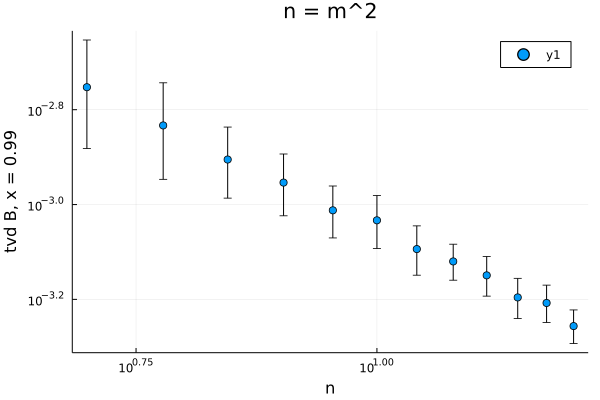 n = m^2
y1
tvd B, x = 0.99
10^-2.8
10^-3.0
10^-3.2
10^0.75
10^1.00
n